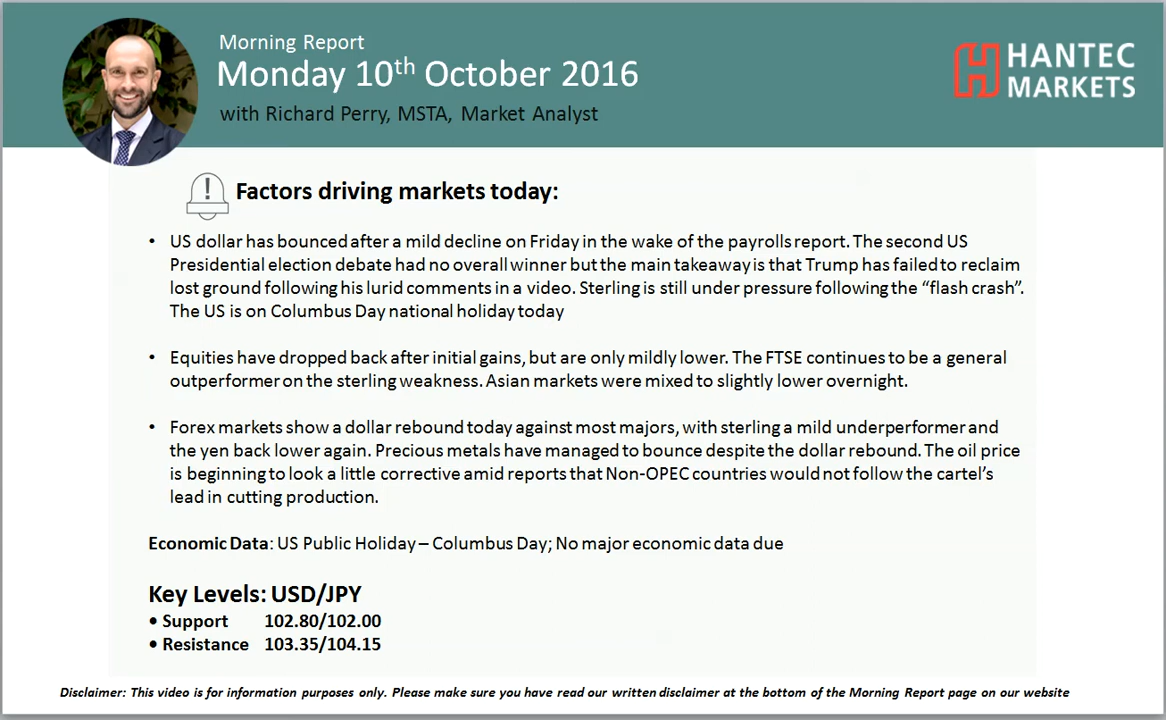 Morning Report
Monday 10th October 2016
with Richard Perry, MSTA, Market Analyst
HANTEC
MARKETS
!
Factors driving markets today:
• US dollar has bounced after a mild decline on Friday in the wake of the payrolls report. The second US
Presidential election debate had no overall winner but the main takeaway is that Trump has failed to reclaim
lost ground following his lurid comments in a video. Sterling is still under pressure following the “flash crash”.
The US is on Columbus Day national holiday today
• Equities have dropped back after initial gains, but are only mildly lower. The FTSE continues to be a general
outperformer on the sterling weakness. Asian markets were mixed to slightly lower overnight.
• Forex markets show a dollar rebound today against most majors, with sterling a mild underperformer and
the yen back lower again. Precious metals have managed to bounce despite the dollar rebound. The oil price
is beginning to look a little corrective amid reports that Non-OPEC countries would not follow the cartel’s
lead in cutting production.
Economic Data: US Public Holiday – Columbus Day; No major economic data due
Key Levels: USD/JPY
• Support 102.80/102.00
• Resistance 103.35/104.15
Disclaimer: This video is for information purposes only. Please make sure you have read our written disclaimer at the bottom of the Morning Report page on our website